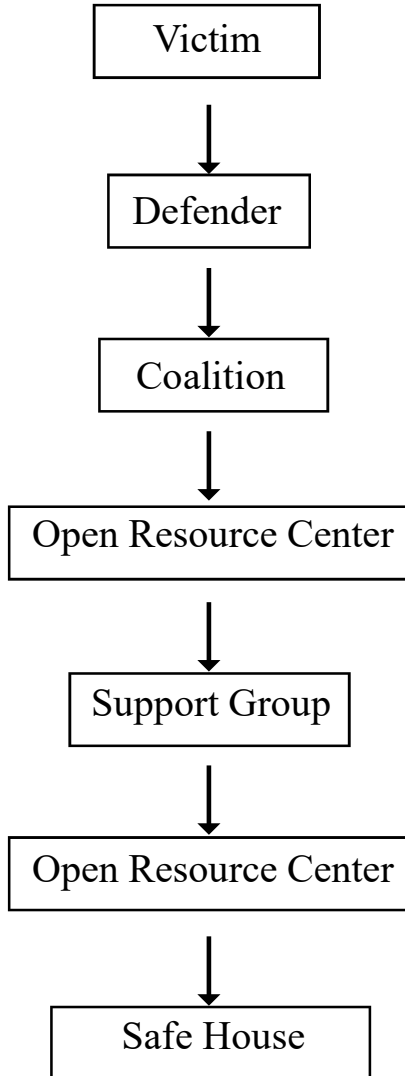 Victim
Defender
Coalition
Open Resource Center
Support Group
Open Resource Center
Safe House